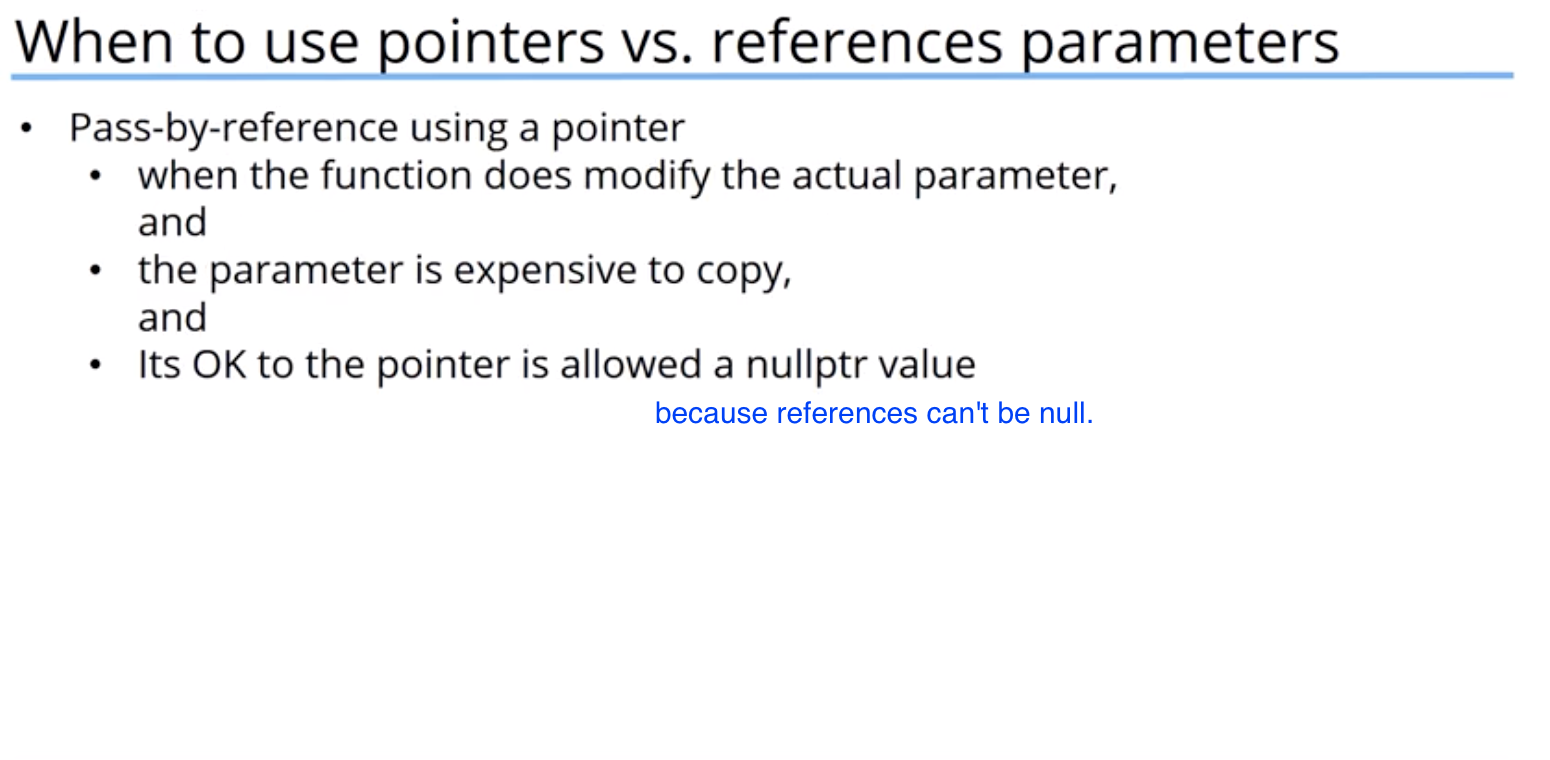 When to use pointers vs. references parameters
• Pass-by-reference using a pointer
• when the function does modify the actual parameter,
and
• the parameter is expensive to copy,
and
• Its OK to the pointer is allowed a nullptr value
because references can't be null.